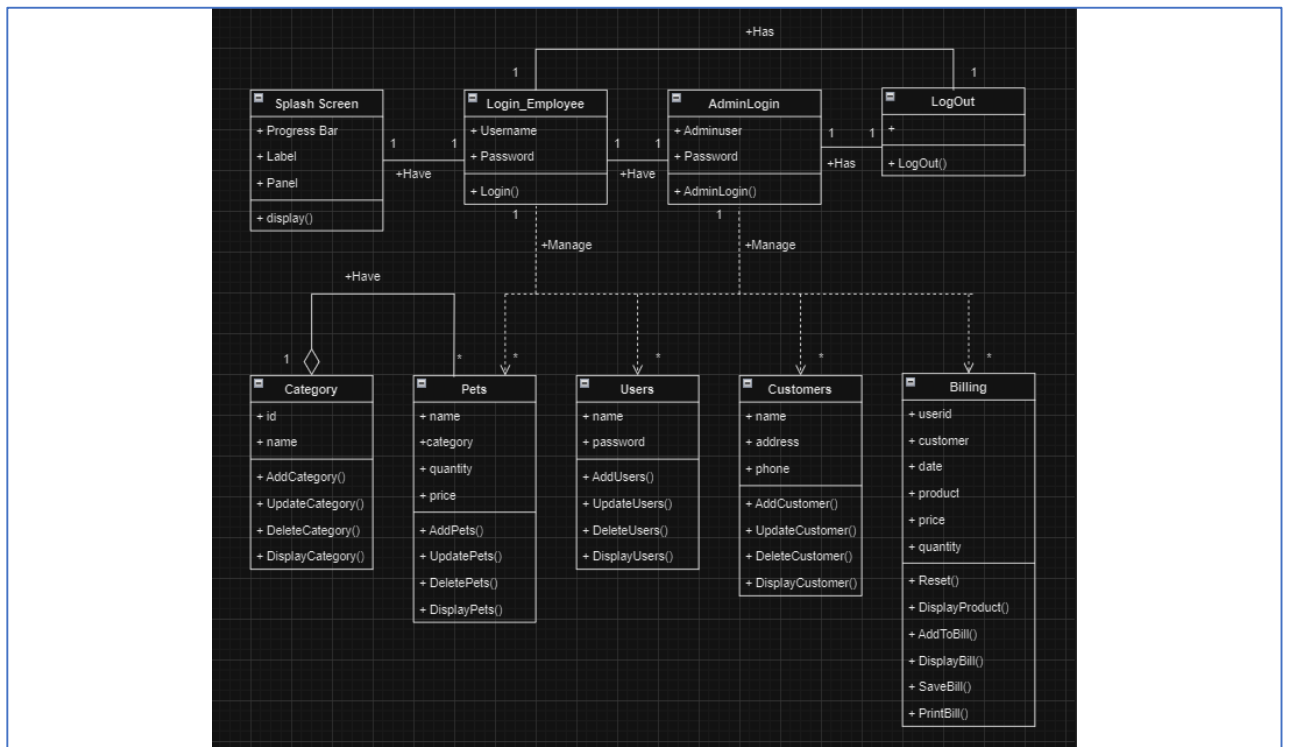 +Has
1
1
Splash Screen
+ Progress Bar
+ Label
+ Panel
+ display()
1
1
+Have
Login_Employee
+ Username
+ Password
+ Login()
1
1
+Have
AdminLogin
+ Adminuser
+ Password
+ AdminLogin()
1
1
+Has
LogOut
+
+ LogOut()
1
+Manage
1
+Manage
+Have
1
*
*
*
*
*
Category
+ id
+ name
+ AddCategory()
+ UpdateCategory()
+ DeleteCategory()
+ DisplayCategory()
Pets
+ name
+category
+ quantity
+ price
+ AddPets()
+ UpdatePets()
+ DeletePets()
+ DisplayPets()
Users
+ name
+ password
+ AddUsers()
+ UpdateUsers()
+ DeleteUsers()
+ DisplayUsers()
Customers
+ name
+ address
+ phone
+ AddCustomer()
+ UpdateCustomer()
+ DeleteCustomer()
+ DisplayCustomer()
Billing
+ userid
+ customer
+ date
+ product
+ price
+ quantity
+ Reset()
+ DisplayProduct()
+ AddToBill()
+ DisplayBill()
+ SaveBill()
+ PrintBill()